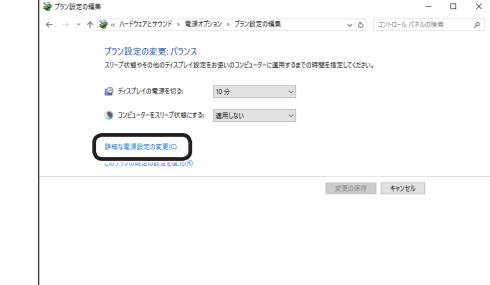 プラン設定の編集
« ハードウェアとサウンド › 電源オプション › プラン設定の編集
コントロール パネルの検索
プラン設定の変更: バランス
スリープ状態やその他のディスプレイ設定をお使いのコンピューターに適用するまでの時間を指定してください。
ディスプレイの電源を切る: 10 分
コンピューターをスリープ状態にする: 適用しない
詳細な電源設定の変更(C)
このプランの既定の設定を復元(R)
変更の保存 キャンセル